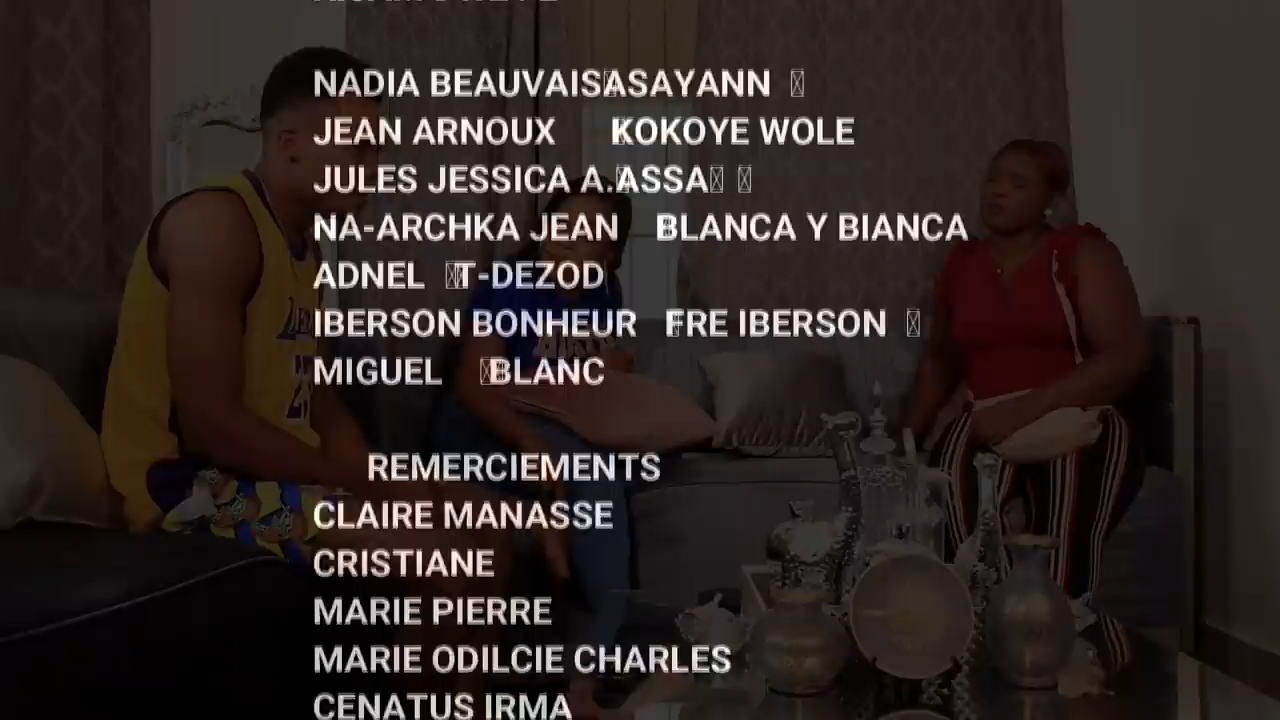 NADIA BEAUVAIS ASAYANN
JEAN ARNOUX KOKOYE WOLE
JULES JESSICA A. ASSA
NA-ARCHKA JEAN BLANCA Y BIANCA
ADNEL T-DEZOD
IBERSON BONHEUR FRE IBERSON
MIGUEL BLANC
REMERCIEMENTS
CLAIRE MANASSE
CRISTIANE
MARIE PIERRE
MARIE ODILCIE CHARLES
CENATUS IRMA